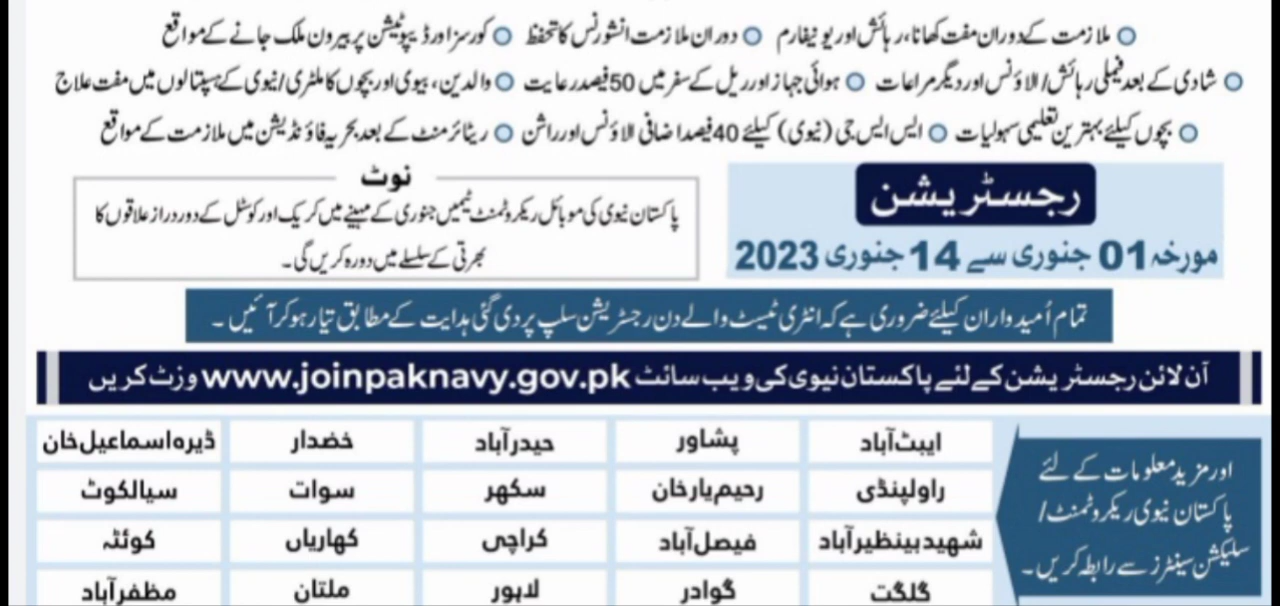 ملازمت کے دوران مفت کھانا، رہائش اور یونیفارم ○ دوران ملازمت انشورنس کا تحفظ ○ کورسز اور ڈیپوٹیشن پر بیرون ملک جانے کے مواقع
شادی کے بعد فیملی رہائش/الاؤنس اور دیگر مراعات ○ ہوائی جہاز اور ریل کے سفر میں 50 فیصد رعایت ○ والدین، بیوی اور بچوں کا ملٹری/نیوی کے ہسپتالوں میں مفت علاج
بچوں کیلئے بہترین تعلیمی سہولیات ○ ایس ایس جی (نیوی) کیلئے 40 فیصد اضافی الاؤنس اور راشن ○ ریٹائرمنٹ کے بعد بحریہ فاؤنڈیشن میں ملازمت کے مواقع
رجسٹریشن
مورخہ 01 جنوری سے 14 جنوری 2023
نوٹ
پاکستان نیوی کی موبائل ریکروٹمنٹ ٹیمیں جنوری کے مہینے میں کریک اور کوسٹل کے دور دراز علاقوں کا
بھرتی کے سلسلے میں دورہ کریں گی۔
تمام اُمیدواران کیلئے ضروری ہے کہ انٹری ٹیسٹ والے دن رجسٹریشن سلپ پر دی گئی ہدایت کے مطابق تیار ہو کر آئیں۔
آن لائن رجسٹریشن کے لئے پاکستان نیوی کی ویب سائٹ www.joinpaknavy.gov.pk وزٹ کریں
اور مزید معلومات کے لئے
پاکستان نیوی ریکروٹمنٹ/
سلیکشن سینٹرز سے رابطہ کریں۔
ایبٹ آباد پشاور حیدرآباد خضدار ڈیرہ اسماعیل خان
راولپنڈی رحیم یار خان سکھر سوات سیالکوٹ
شھید بینظیر آباد فیصل آباد کراچی کھاریاں کوئٹہ
گلگت گوادر لاہور ملتان مظفرآباد